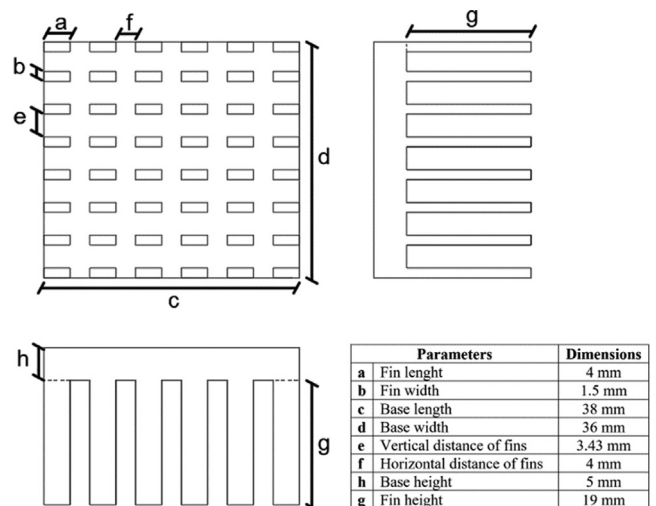 a
f
g
b
e
d
c
h
g
Parameters Dimensions
a Fin lenght 4 mm
b Fin width 1.5 mm
c Base length 38 mm
d Base width 36 mm
e Vertical distance of fins 3.43 mm
f Horizontal distance of fins 4 mm
h Base height 5 mm
g Fin height 19 mm